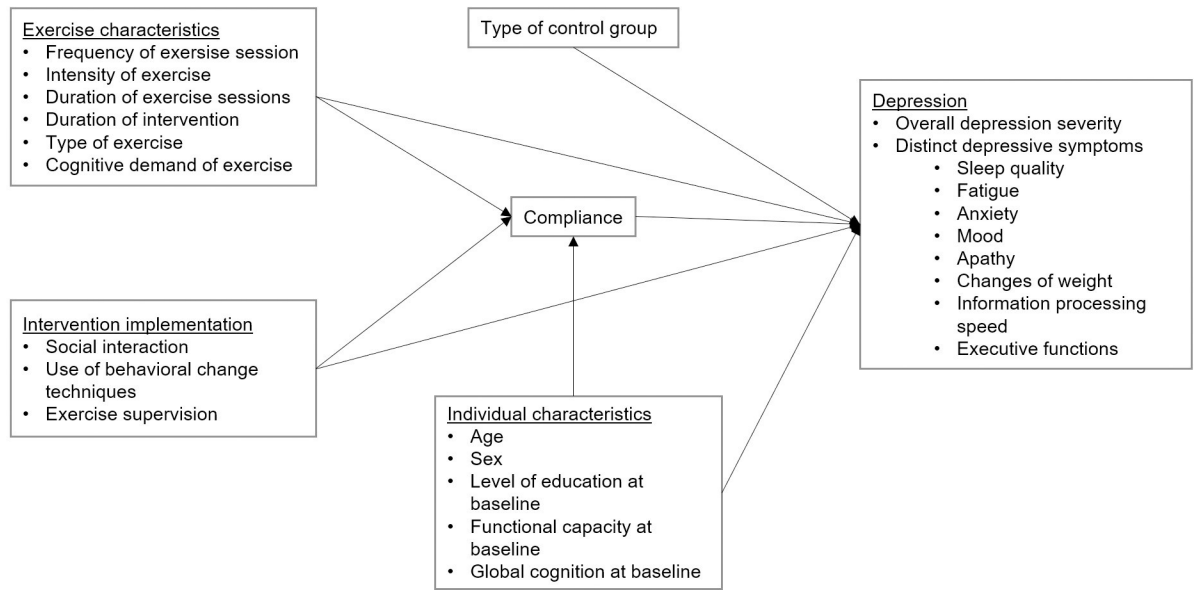 Exercise characteristics
• Frequency of exersise session
• Intensity of exercise
• Duration of exercise sessions
• Duration of intervention
• Type of exercise
• Cognitive demand of exercise
Type of control group
Depression
• Overall depression severity
• Distinct depressive symptoms
• Sleep quality
• Fatigue
• Anxiety
• Mood
• Apathy
• Changes of weight
• Information processing
speed
• Executive functions
Compliance
Intervention implementation
• Social interaction
• Use of behavioral change
techniques
• Exercise supervision
Individual characteristics
• Age
• Sex
• Level of education at
baseline
• Functional capacity at
baseline
• Global cognition at baseline